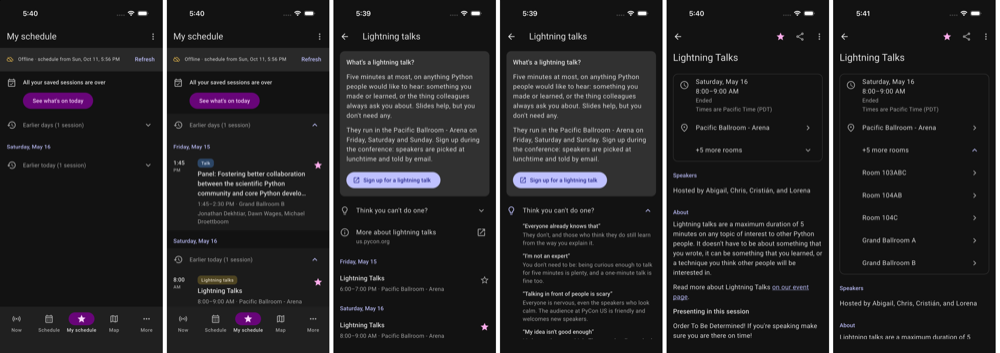 5:40
My schedule
Offline · schedule from Sun, Oct 11, 5:56 PM
Refresh
All your saved sessions are over
See what's on today
Earlier days (1 session)
Saturday, May 16
Earlier today (1 session)
Now
Schedule
My schedule
Map
More
5:40
My schedule
Offline · schedule from Sun, Oct 11, 5:56 PM
Refresh
All your saved sessions are over
See what's on today
Earlier days (1 session)
Friday, May 15
1:45
PM
Talk
Panel: Fostering better collaboration
between the scientific Python
community and core Python develo...
1:45–2:30 PM · Grand Ballroom B
Jonathan Dekhtiar, Dawn Wages, Michael
Droettboom
Saturday, May 16
Earlier today (1 session)
8:00
AM
Lightning talks
Lightning Talks
8:00–9:00 AM · Pacific Ballroom - Arena
Now
Schedule
My schedule
Map
More
5:39
Lightning talks
What's a lightning talk?
Five minutes at most, on anything Python
people would like to hear: something you
made or learned, or the thing colleagues
always ask you about. Slides help, but you
don't need any.
They run in the Pacific Ballroom - Arena on
Friday, Saturday and Sunday. Sign up during
the conference: speakers are picked at
lunchtime and told by email.
Sign up for a lightning talk
Think you can't do one?
More about lightning talks
us.pycon.org
Friday, May 15
Lightning Talks
6:00–7:00 PM · Pacific Ballroom - Arena
Saturday, May 16
Lightning Talks
8:00–9:00 AM · Pacific Ballroom - Arena
5:39
Lightning talks
What's a lightning talk?
Five minutes at most, on anything Python
people would like to hear: something you
made or learned, or the thing colleagues
always ask you about. Slides help, but you
don't need any.
They run in the Pacific Ballroom - Arena on
Friday, Saturday and Sunday. Sign up during
the conference: speakers are picked at
lunchtime and told by email.
Sign up for a lightning talk
Think you can't do one?
"Everyone already knows that"
They don't, and those who think they do still learn
from the way you explain it.
"I'm not an expert"
You don't need to be: being curious enough to talk
for five minutes is plenty, and a one-minute talk is
fine too.
"Talking in front of people is scary"
Everyone is nervous, even the speakers who look
calm. The audience at PyCon US is friendly and
welcomes new speakers.
"My idea isn't good enough"
5:40
Lightning Talks
Saturday, May 16
8:00–9:00 AM
Ended
Times are Pacific Time (PDT)
Pacific Ballroom - Arena
+5 more rooms
Speakers
Hosted by Abigail, Chris, Cristián, and Lorena
About
Lightning talks are a maximum duration of 5
minutes on any topic of interest to other Python
people. It doesn't have to be about something that
you wrote, it can be something that you learned, or
a technique you think other people will be
interested in.
Read more about Lightning Talks on our event
page.
Presenting in this session
Order To Be Determined! If you're speaking make
sure you are there on time!
5:41
Lightning Talks
Saturday, May 16
8:00–9:00 AM
Ended
Times are Pacific Time (PDT)
Pacific Ballroom - Arena
+5 more rooms
Room 103ABC
Room 104AB
Room 104C
Grand Ballroom A
Grand Ballroom B
Speakers
Hosted by Abigail, Chris, Cristián, and Lorena
About
Lightning talks are a maximum duration of 5